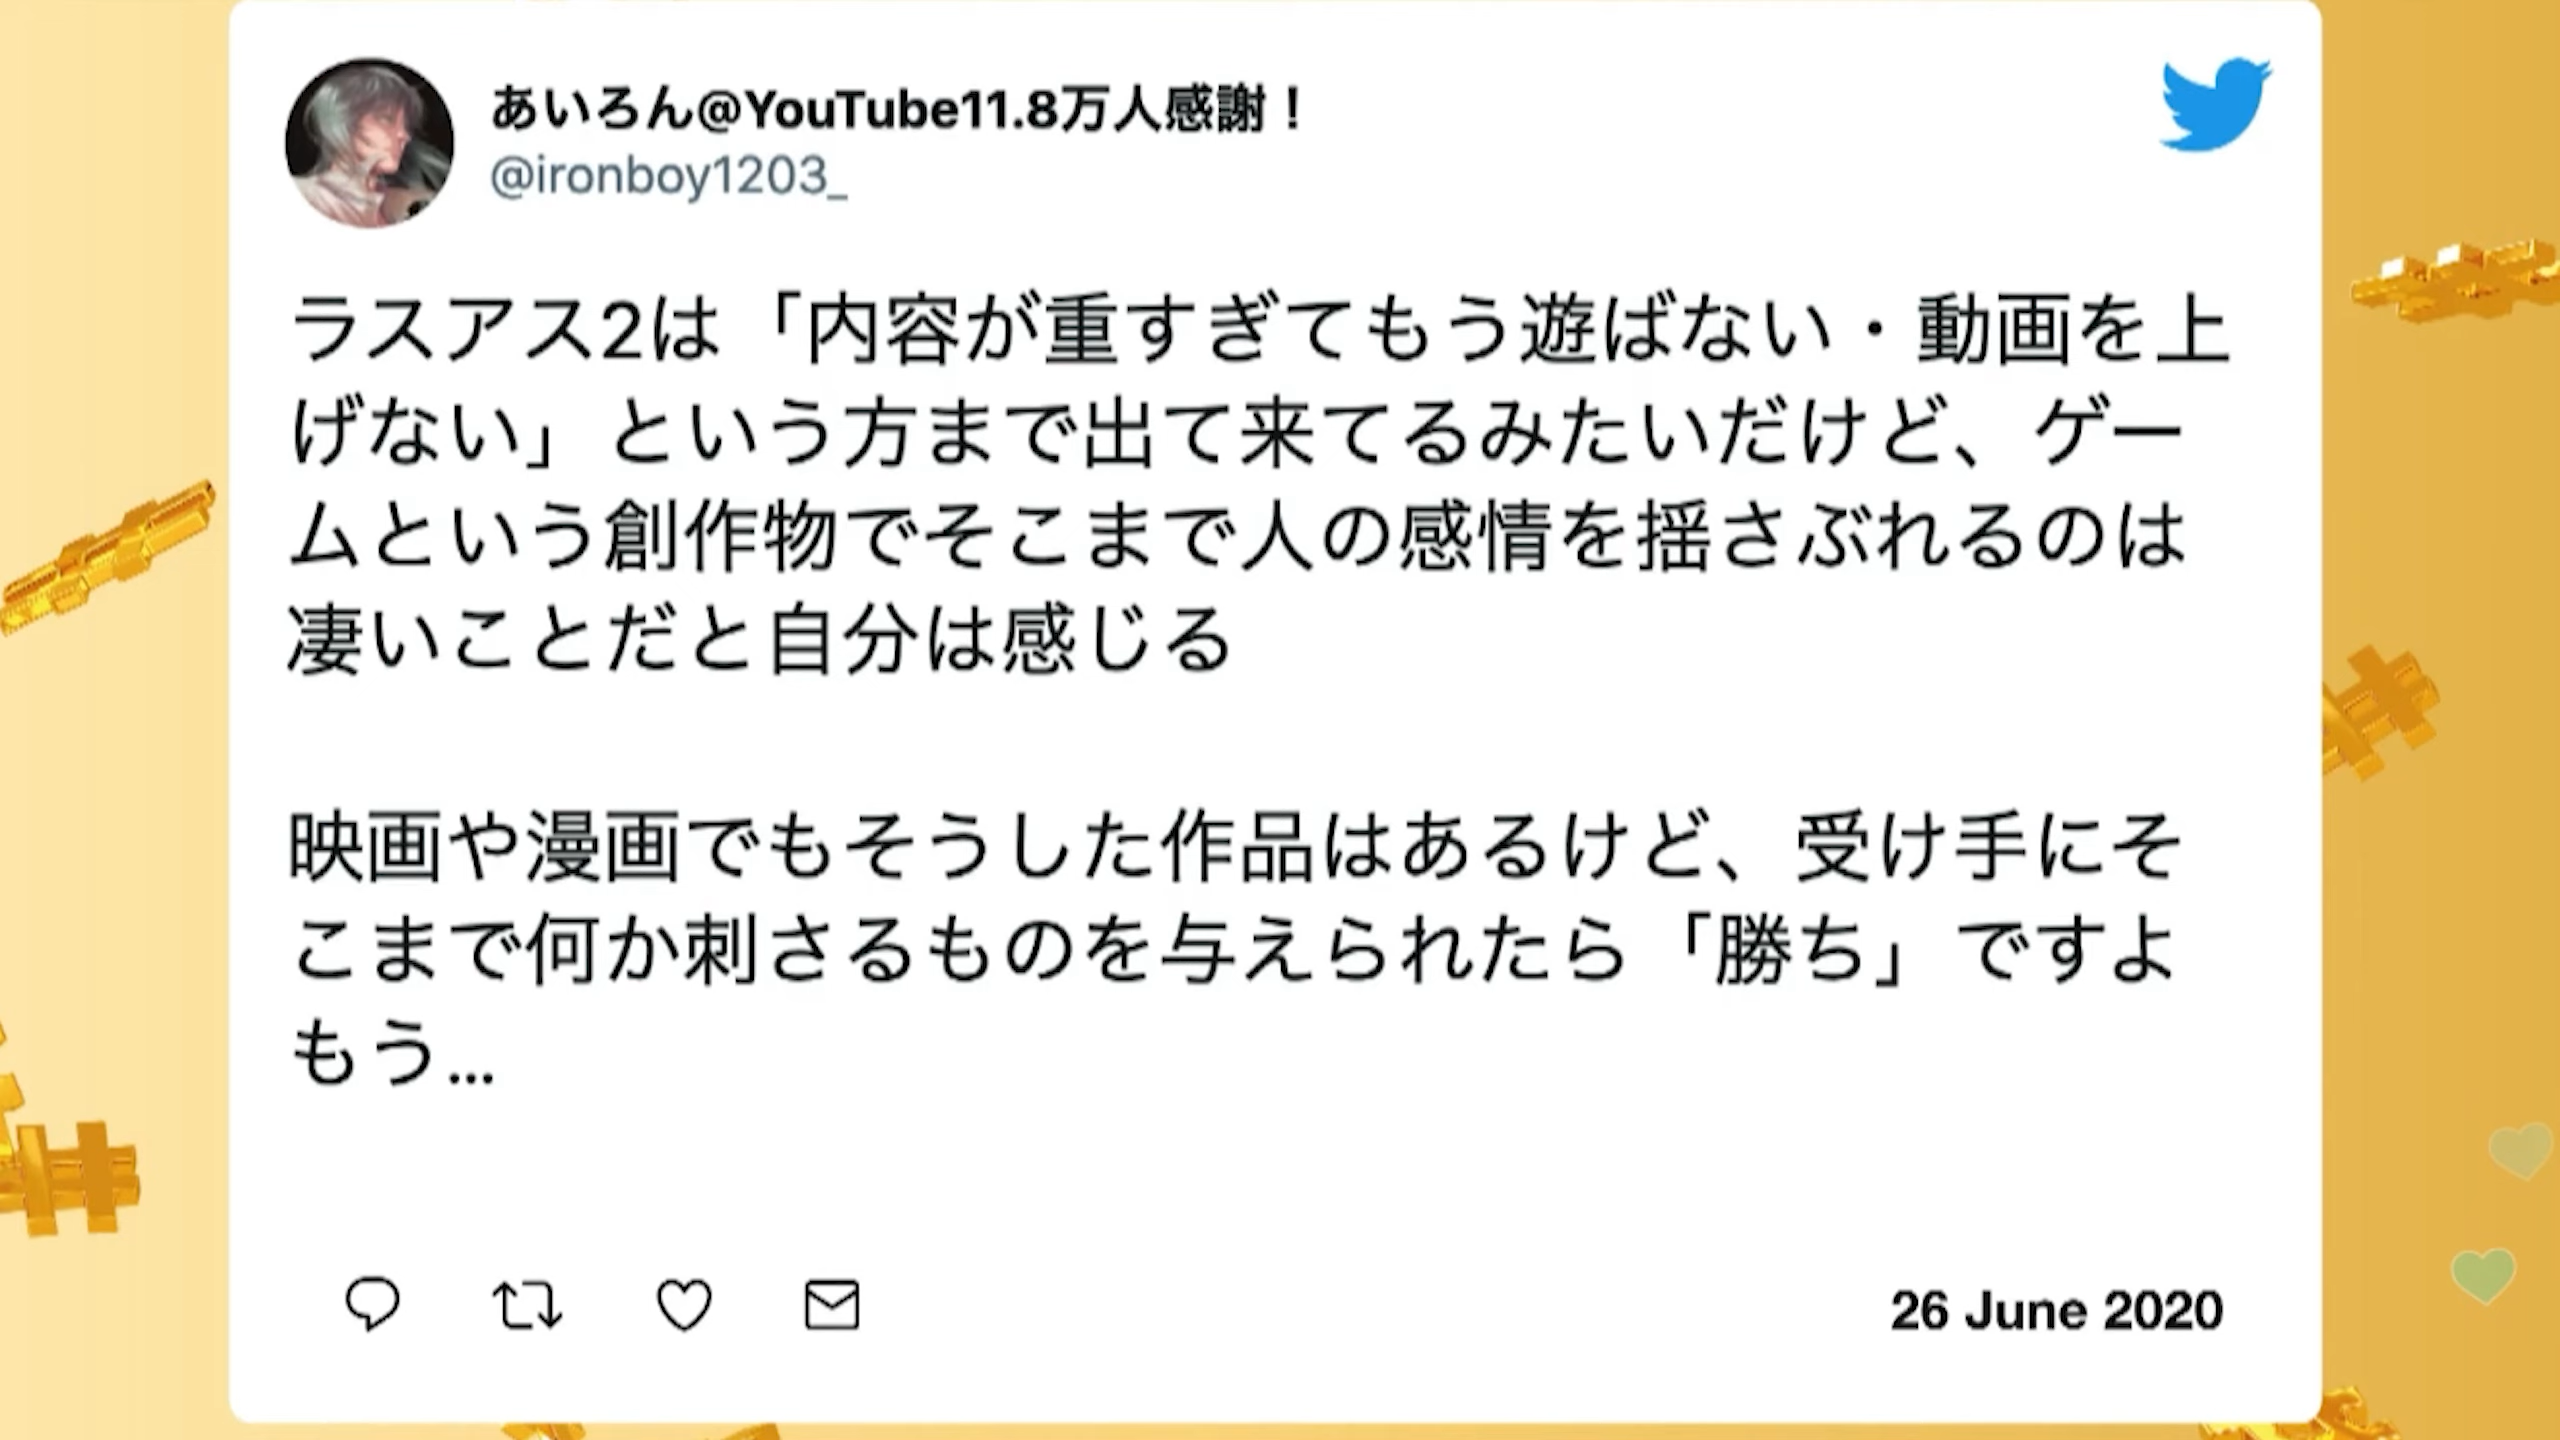 あいろん@YouTube11.8万人感謝！
@ironboy1203_
ラスアス2は「内容が重すぎてもう遊ばない・動画を上
げない」という方まで出て来てるみたいだけど、ゲー
ムという創作物でそこまで人の感情を揺さぶれるのは
凄いことだと自分は感じる
映画や漫画でもそうした作品はあるけど、受け手にそ
こまで何か刺さるものを与えられたら「勝ち」ですよ
もう…
26 June 2020